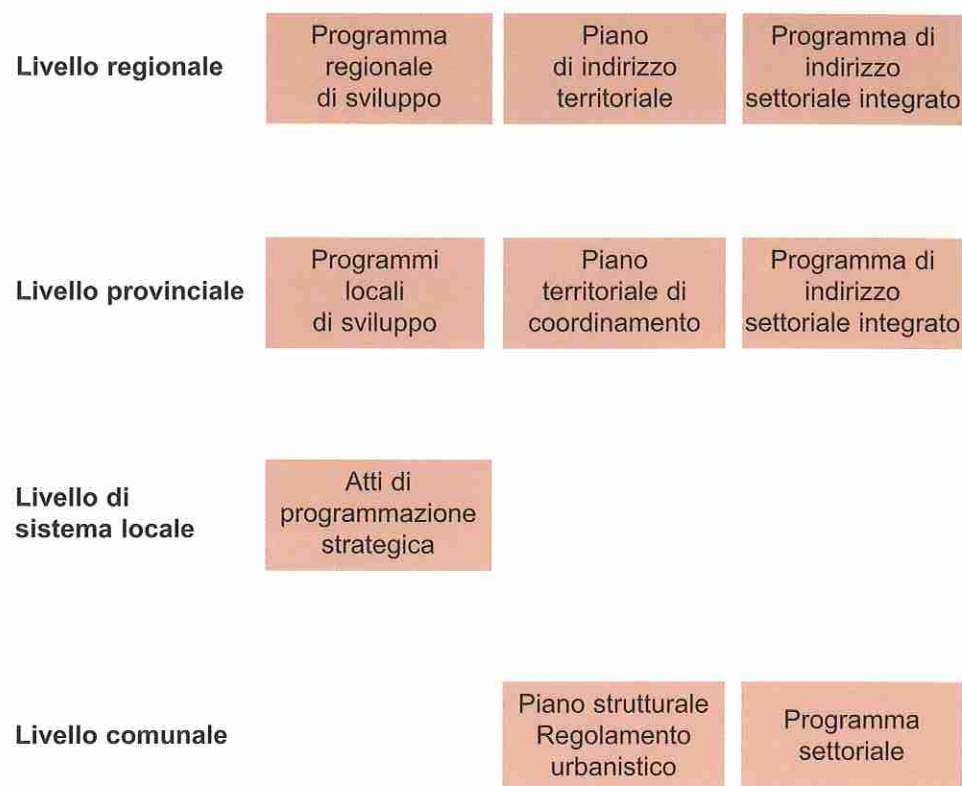 Livello regionale
Programma
regionale
di sviluppo
Piano
di indirizzo
territoriale
Programma di
indirizzo
settoriale integrato
Livello provinciale
Programmi
locali
di sviluppo
Piano
territoriale di
coordinamento
Programma di
indirizzo
settoriale integrato
Livello di
sistema locale
Atti di
programmazione
strategica
Livello comunale
Piano strutturale
Regolamento
urbanistico
Programma
settoriale